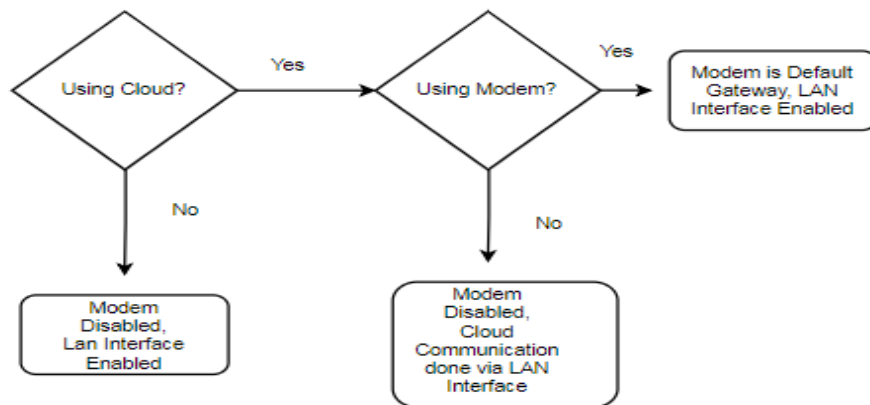 Using Cloud?
Yes
Using Modem?
Yes
Modem is Default
Gateway, LAN
Interface Enabled
No
No
Modem
Disabled,
Lan Interface
Enabled
Modem
Disabled,
Cloud
Communication
done via LAN
Interface